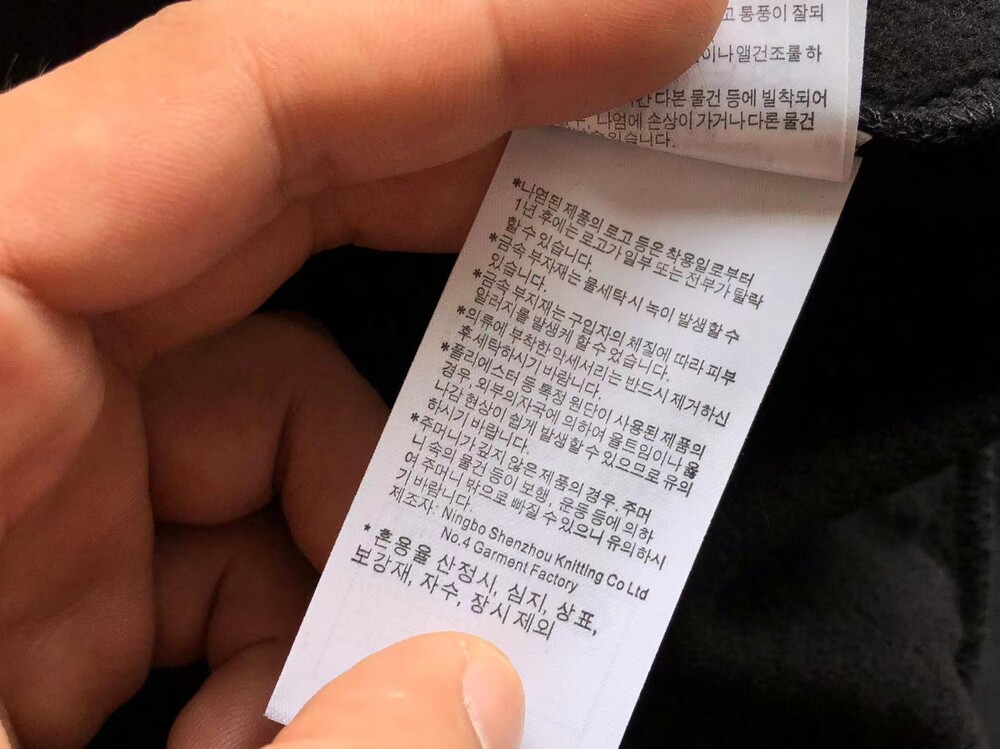 고 통풍이 잘되
이나 앨건조룰 하
간 다본 물건 등에 빌착되어
나염에 손상이 가거나 다론 물건
습니다.
*나염된 제품의 로고 등은 착용일로부터
1년 후에는 로고가 일부 또는 전부가 탈락
할 수 있습니다.
*금속 부자재는 물세탁 시 녹이 발생할 수
있습니다.
*금속 부지재는 구입자의 체질에 따라 피부
알러지를 발생케 할 수 있습니다.
*의류에 부착한 악세서리는 반드시 제거하신
후 세탁하시기 바랍니다.
*폴리에스터 등 특정 원단이 사용된 제품의
경은, 외부의 자국에 의하여 올트임이나
나감 현상이 쉽게 발생할 수 있으므로 유의
하시기 바랍니다.
*주머니가 깊지 않은 제품의 경우, 주머
니 속의 물건 등이 보행, 운동 등에 의하
여 주머니 밖으로 빠질 수 있으니 유의하시
기 바랍니다.
제조자: Ningbo Shenzhou Knitting Co Ltd
No.4 Garment Factory
* 혼용율 산정시, 심지, 상표,
보강재, 자수, 장시 제외